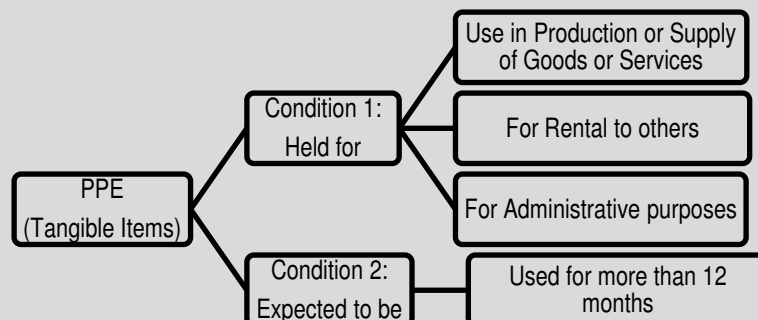 Use in Production or Supply
of Goods or Services
Condition 1:
Held for
For Rental to others
PPE
(Tangible Items)
For Administrative purposes
Condition 2:
Expected to be
Used for more than 12
months